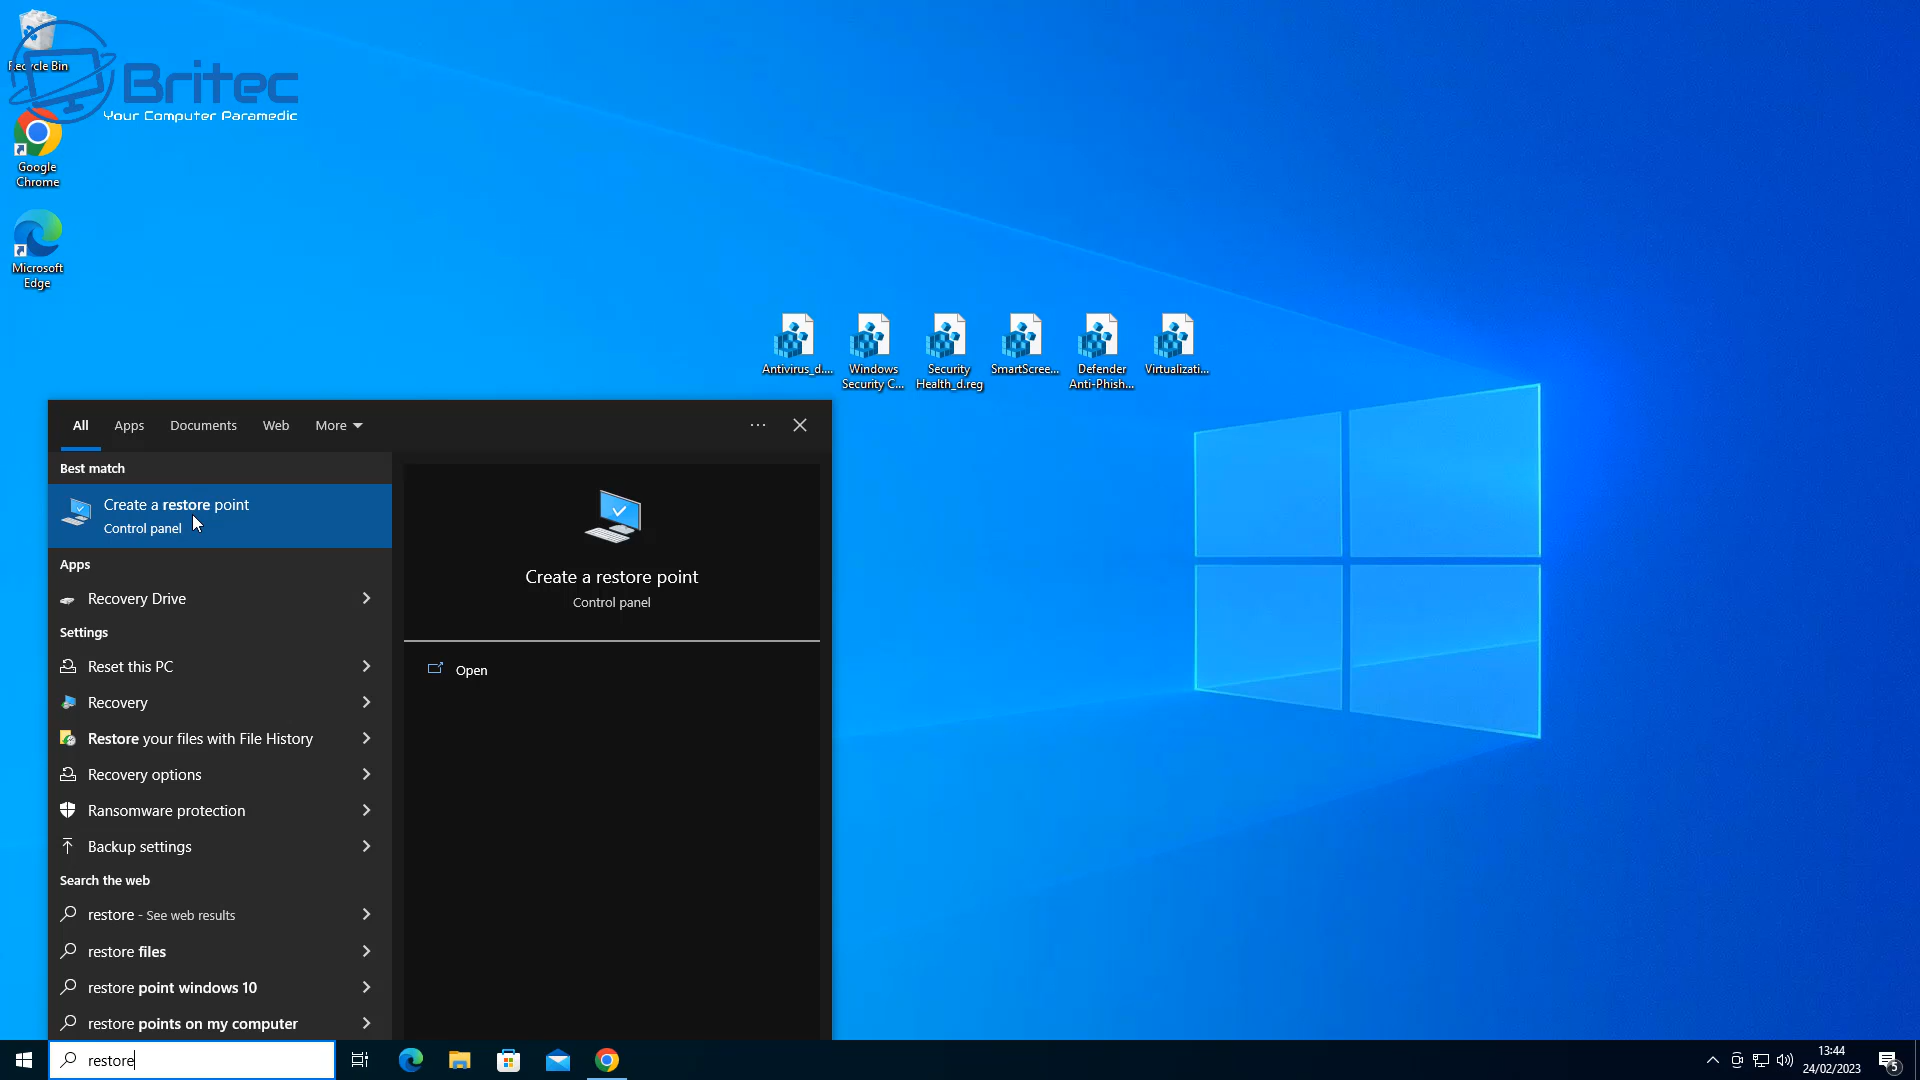 Recycle Bin
Britec
Your Computer Paramedic
Google
Chrome
Microsoft
Edge
Antivirus_d....
Windows
Security C...
Security
Health_d.reg
SmartScree...
Defender
Anti-Phish...
Virtualizati...
All
Apps
Documents
Web
More
Best match
Create a restore point
Control panel
Apps
Recovery Drive
Settings
Reset this PC
Recovery
Restore your files with File History
Recovery options
Ransomware protection
Backup settings
Search the web
restore - See web results
restore files
restore point windows 10
restore points on my computer
Create a restore point
Control panel
Open
restore
13:44
24/02/2023
5